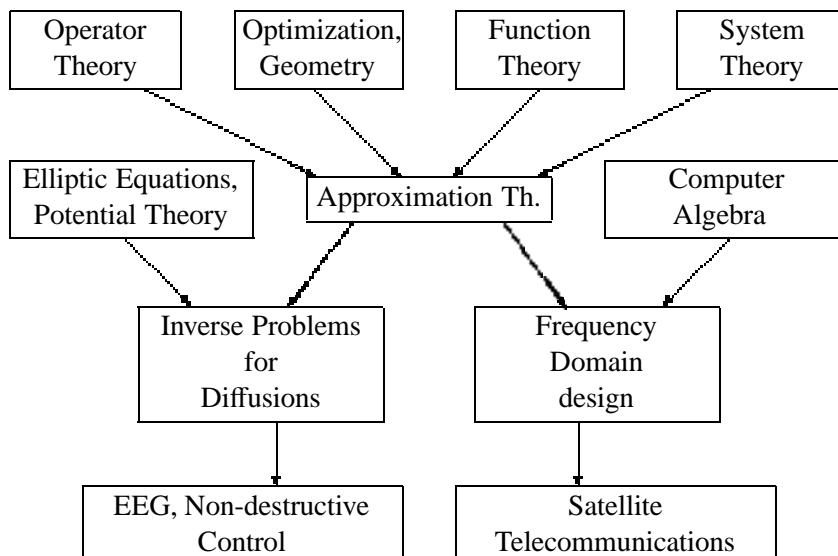 Operator
Theory
Optimization,
Geometry
Function
Theory
System
Theory
Elliptic Equations,
Potential Theory
Approximation Th.
Computer
Algebra
Inverse Problems
for
Diffusions
Frequency
Domain
design
EEG, Non-destructive
Control
Satellite
Telecommunications